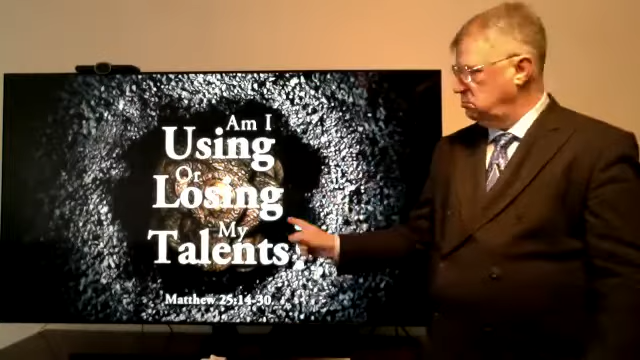 Am I
Using
Or
Losing
My
Talents
Matthew 25:14-30